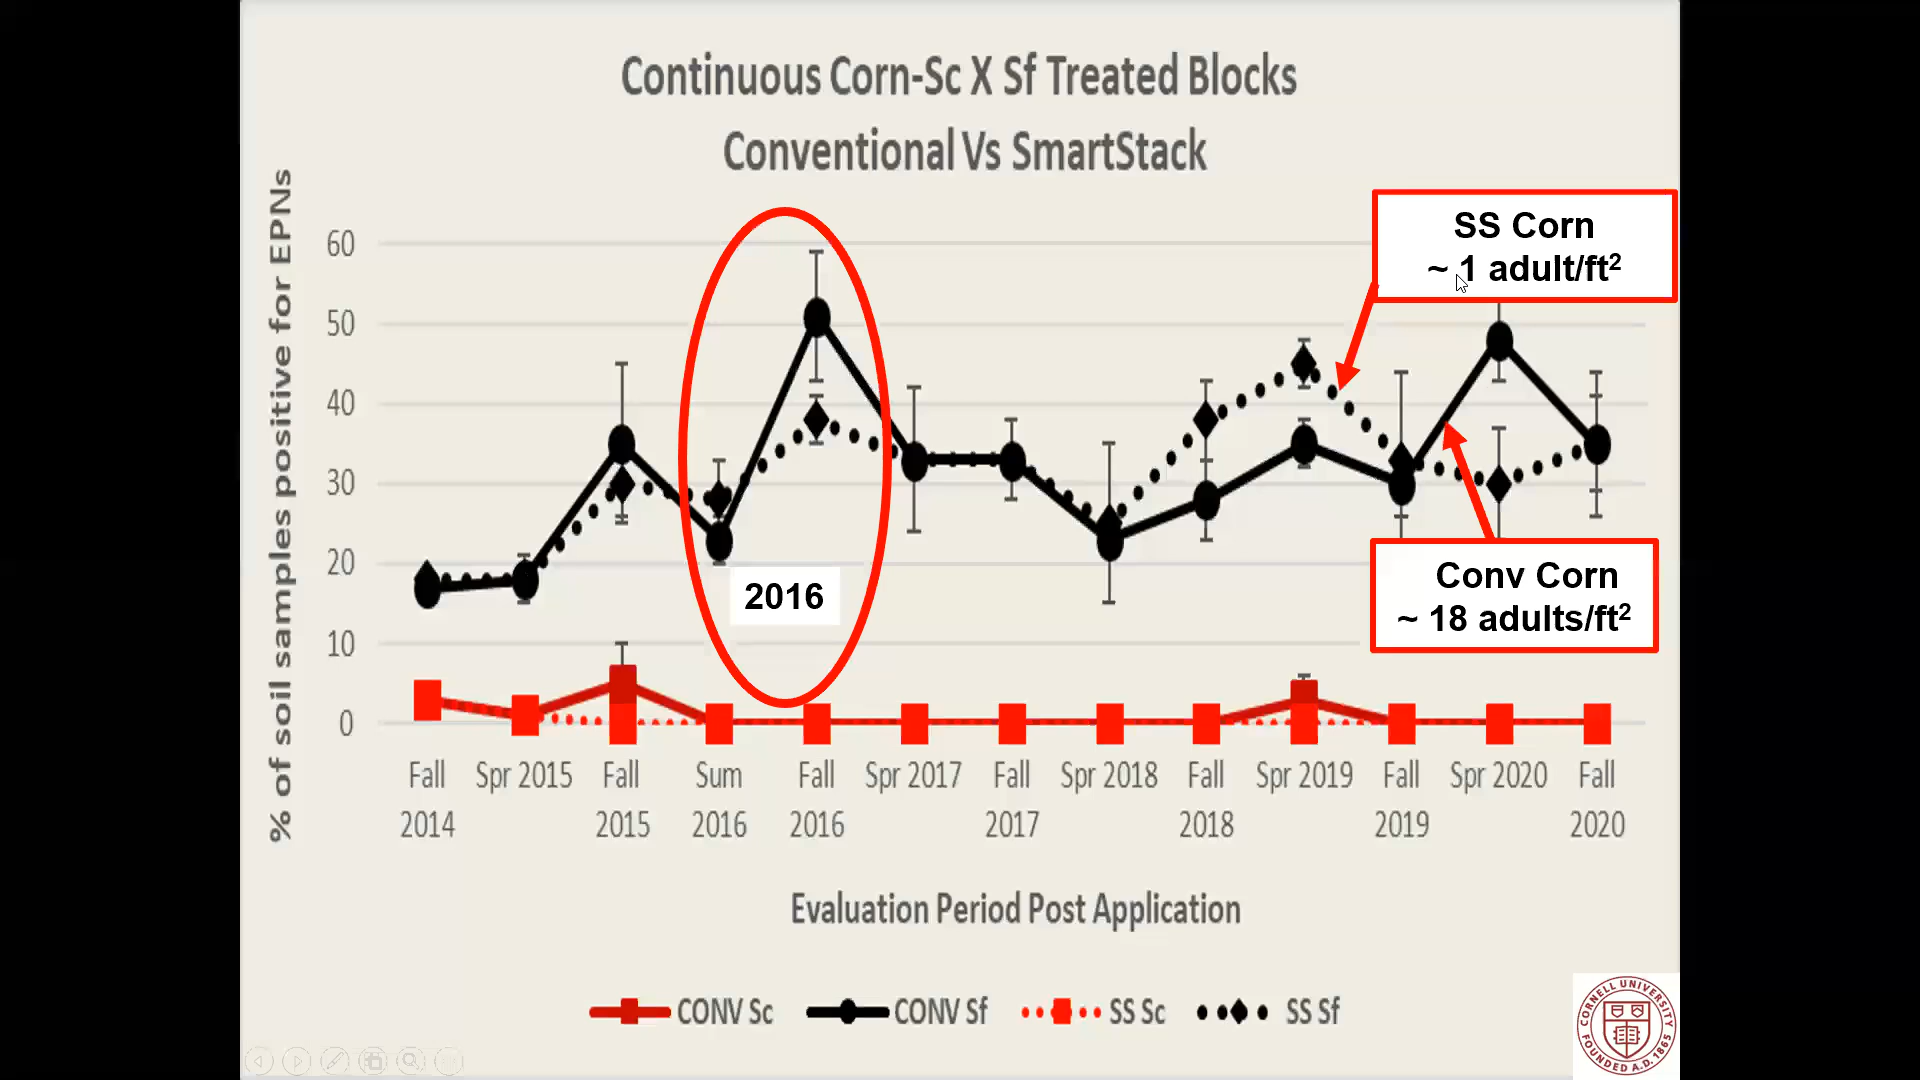 Continuous Corn-Sc X Sf Treated Blocks
Conventional Vs SmartStack
% of soil samples positive for EPNs
60
50
40
30
20
10
0
SS Corn
~ 1 adult/ft²
Conv Corn
~ 18 adults/ft²
2016
Fall 2014
Spr 2015
Fall 2015
Sum 2016
Fall 2016
Spr 2017
Fall 2017
Spr 2018
Fall 2018
Spr 2019
Fall 2019
Spr 2020
Fall 2020
Evaluation Period Post Application
CONV Sc
CONV Sf
SS Sc
SS Sf
CORNELL UNIVERSITY
FOUNDED A.D. 1865